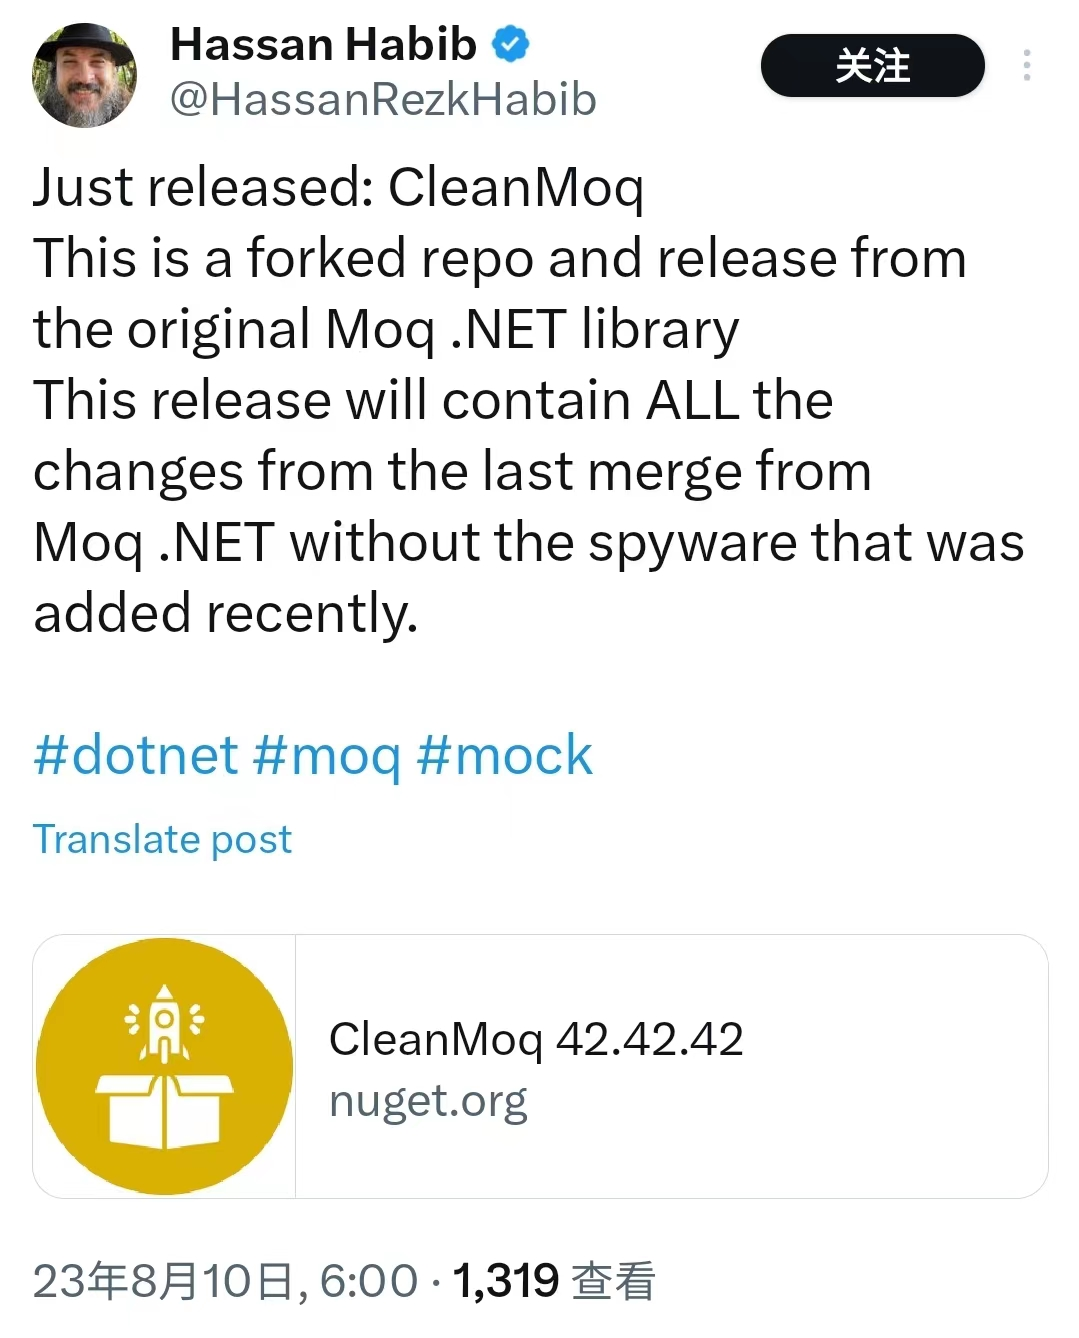 Hassan Habib
@HassanRezkHabib
关注
Just released: CleanMoq
This is a forked repo and release from
the original Moq .NET library
This release will contain ALL the
changes from the last merge from
Moq .NET without the spyware that was
added recently.
#dotnet #moq #mock
Translate post
CleanMoq 42.42.42
nuget.org
23年8月10日, 6:00 · 1,319 查看